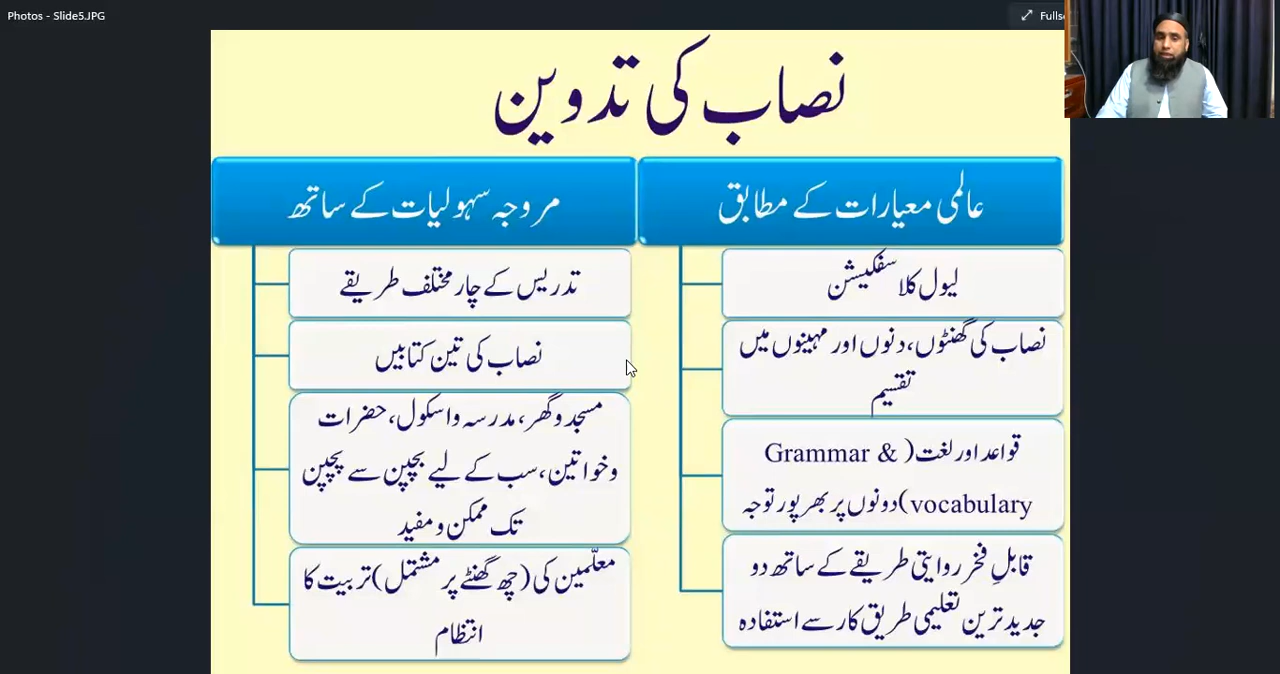 Photos - Slide5.JPG
Fulls
نصاب کی تدوین
عالمی معیارات کے مطابق
لیول کلاسفکیشن
نصاب کی گھنٹوں، دنوں اور مہینوں میں
تقسیم
قواعد اور لغت( Grammar &
vocabulary)دونوں پر بھرپور توجہ
قابلِ فخر روایتی طریقے کے ساتھ دو
جدید ترین تعلیمی طریق کار سے استفادہ
مروجہ سہولیات کے ساتھ
تدریس کے چار مختلف طریقے
نصاب کی تین کتابیں
مسجد و گھر، مدرسہ و اسکول، حضرات
و خواتین، سب کے لیے بچپن سے پچپن
تک ممکن و مفید
معلّمین کی (چھ گھنٹے پر مشتمل) تربیت کا
انتظام